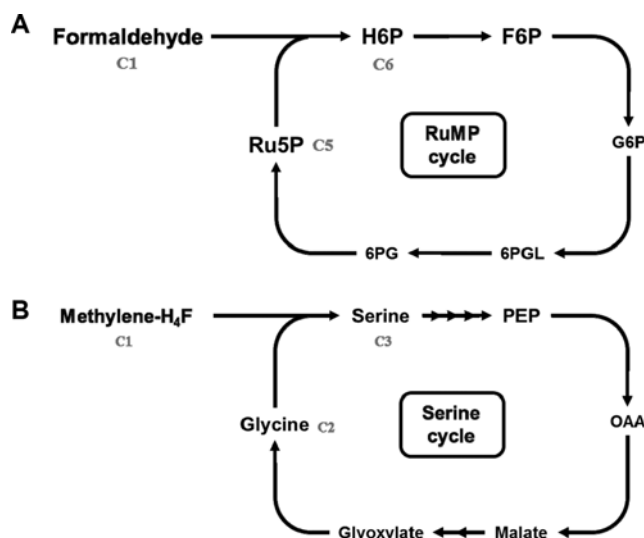 A
Formaldehyde
C1
H6P
C6
F6P
Ru5P C5
RuMP
cycle
G6P
6PG
6PGL
B
Methylene-H₄F
C1
Serine
C3
PEP
Glycine C2
Serine
cycle
OAA
Glyoxylate
Malate